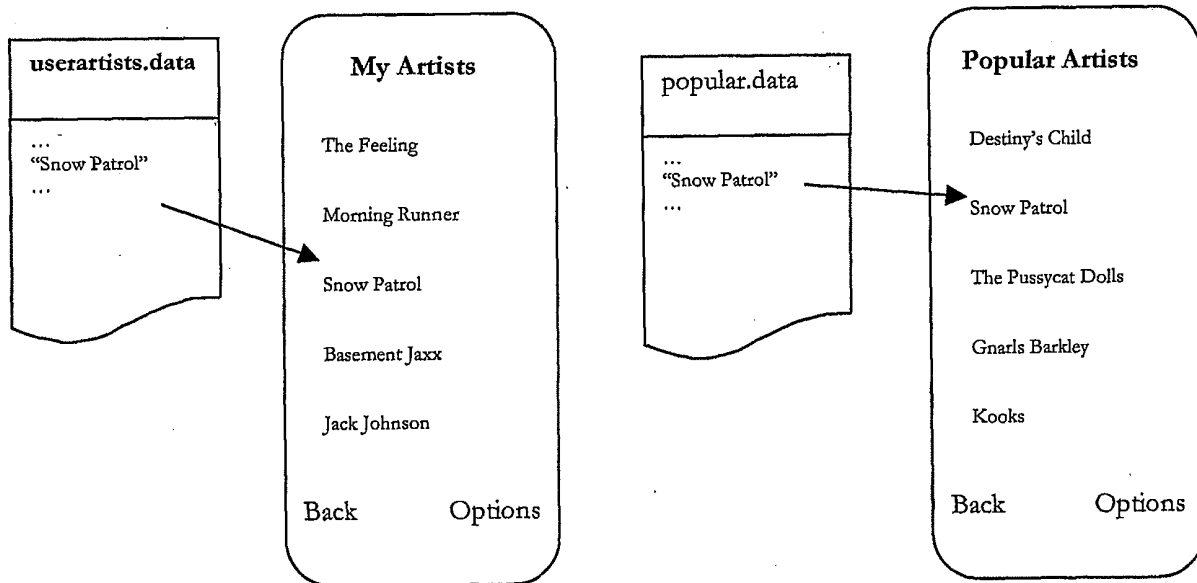 userartists.data
...
“Snow Patrol”
...
My Artists
The Feeling
Morning Runner
Snow Patrol
Basement Jaxx
Jack Johnson
Back Options
popular.data
...
“Snow Patrol”
...
Popular Artists
Destiny’s Child
Snow Patrol
The Pussycat Dolls
Gnarls Barkley
Kooks
Back Options